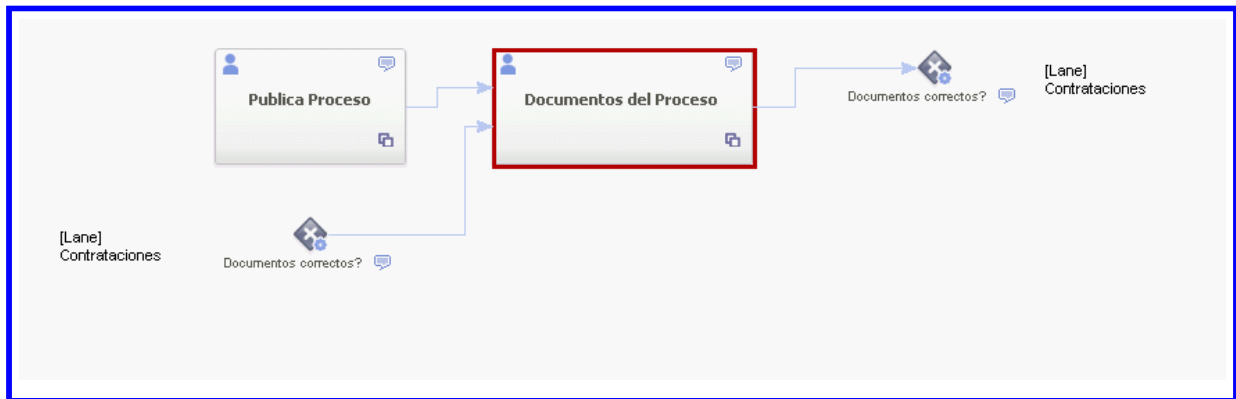 Publica Proceso
Documentos del Proceso
Documentos correctos?
[Lane]
Contrataciones
[Lane]
Contrataciones
Documentos correctos?